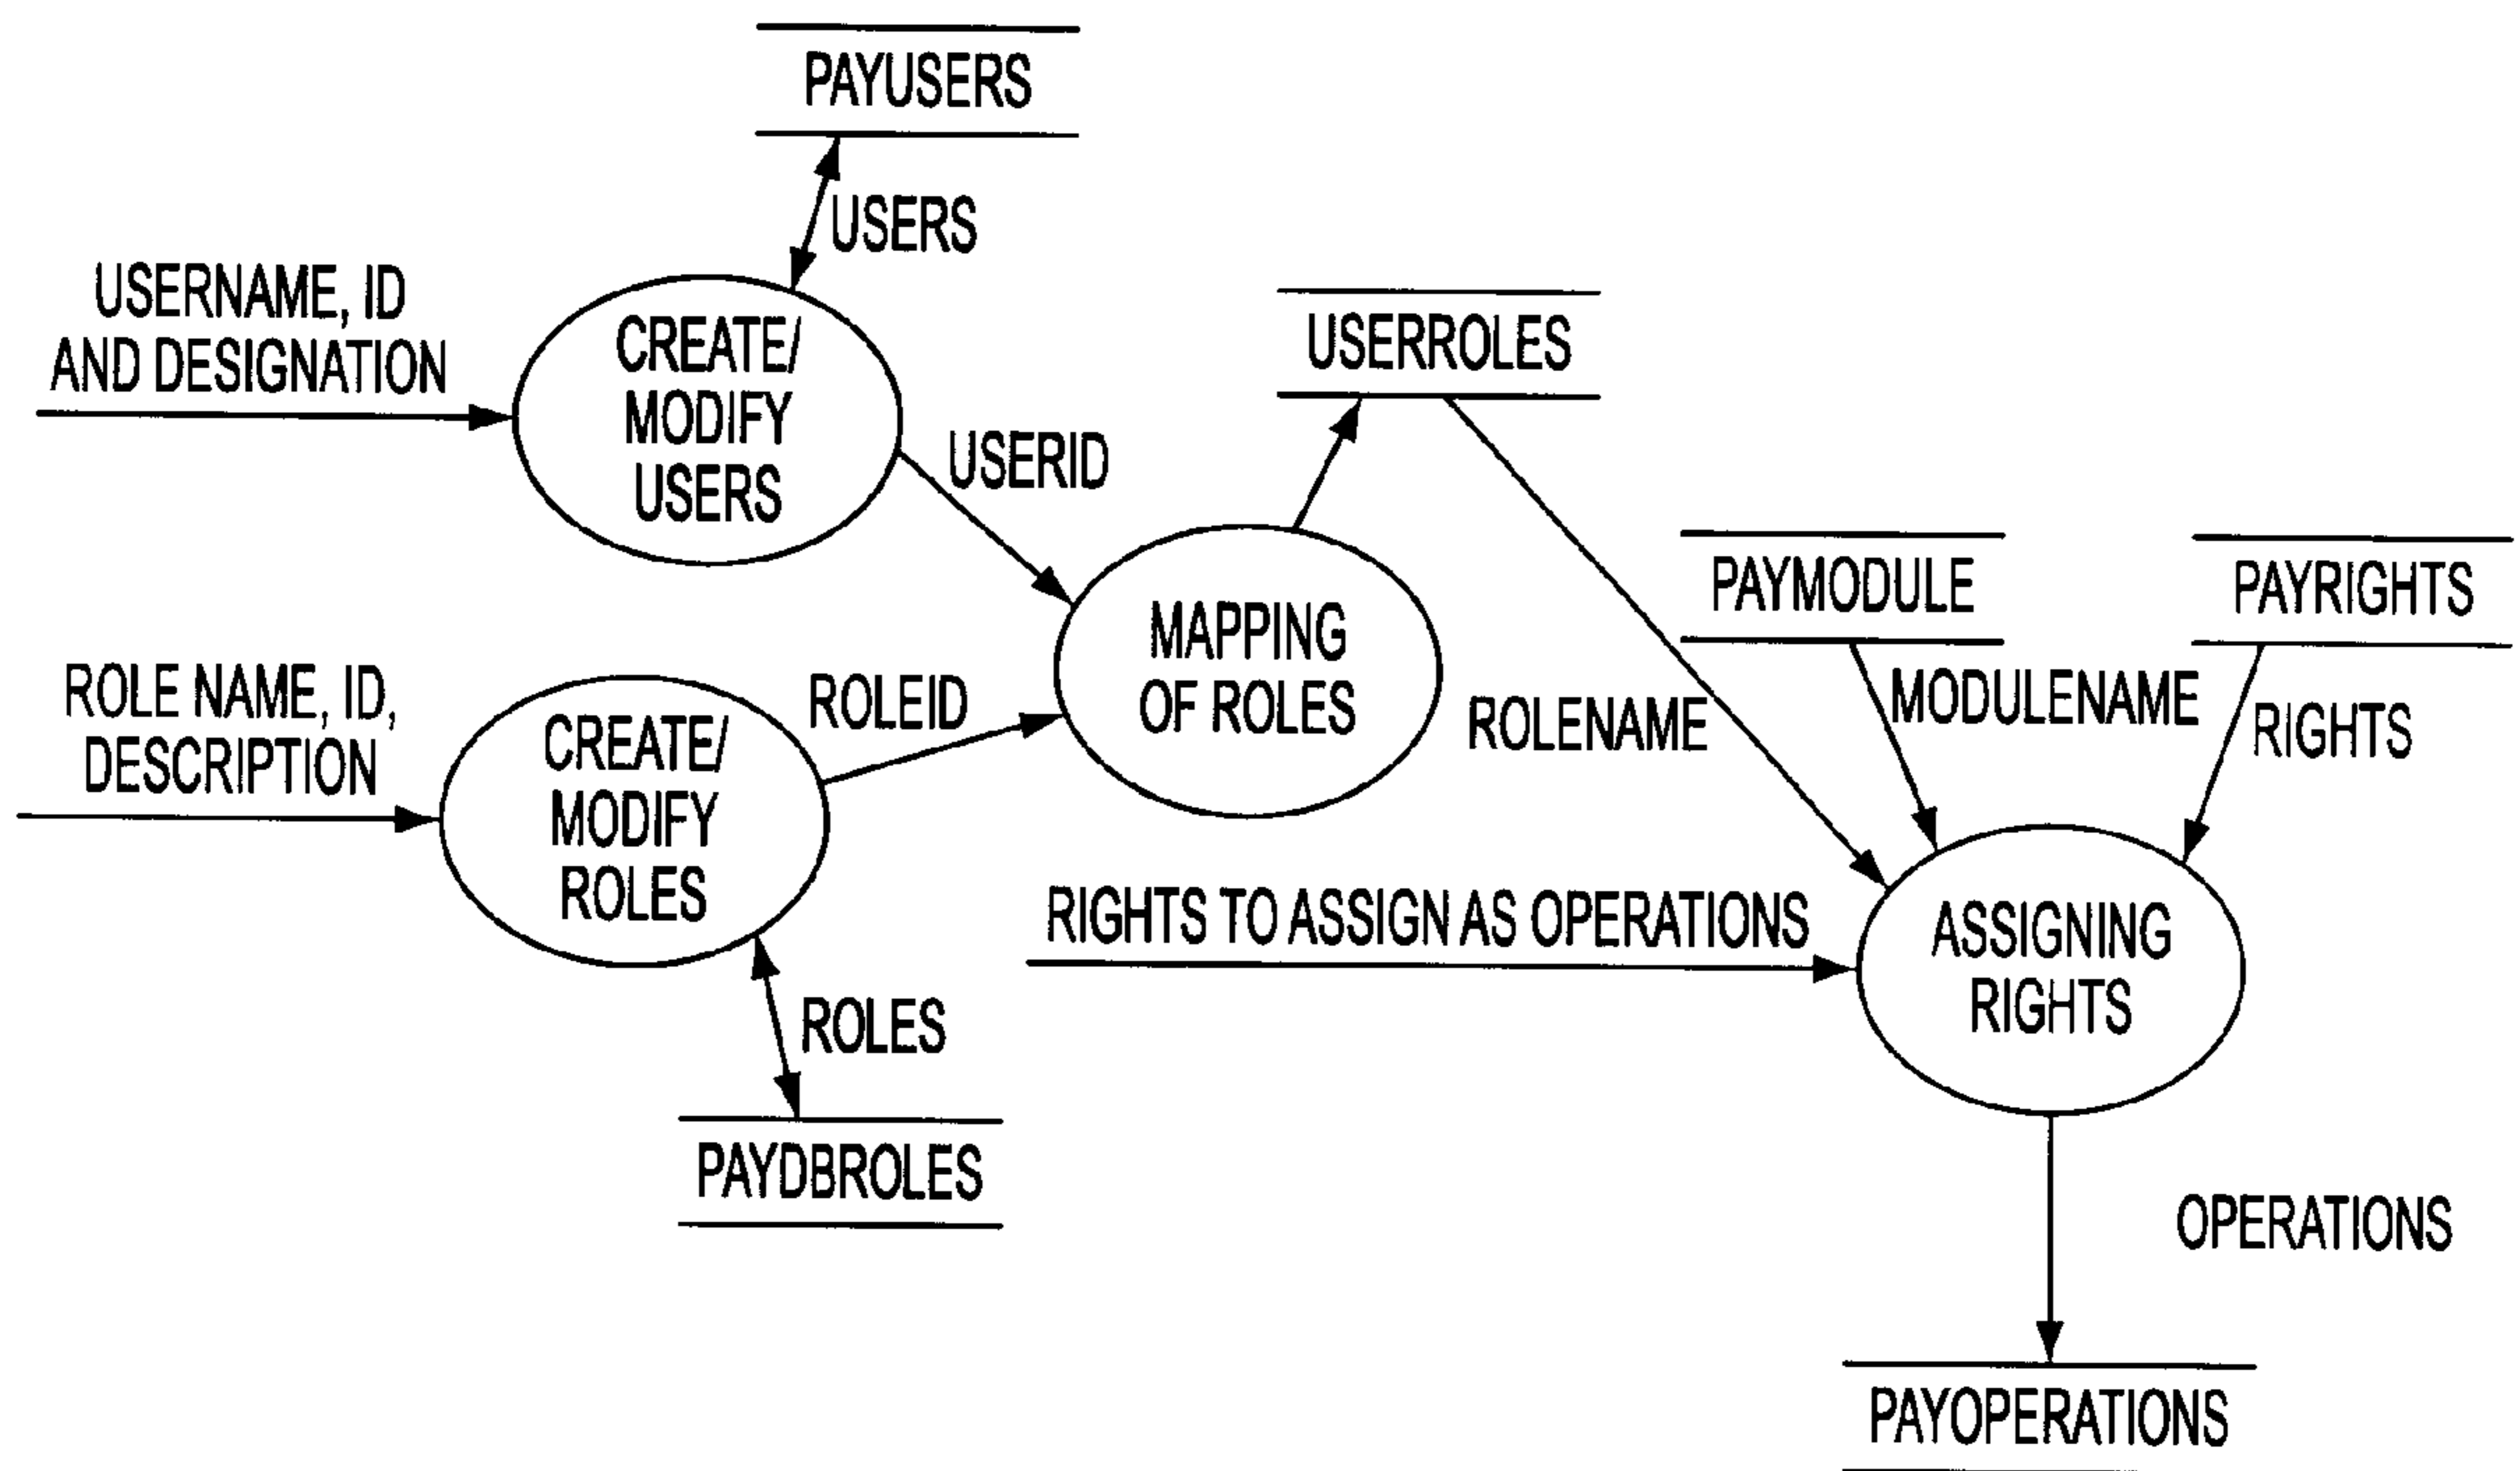 PAYUSERS
USERS
USERNAME, ID
AND DESIGNATION
CREATE/
MODIFY
USERS
USERID
USERROLES
ROLE NAME, ID,
DESCRIPTION
CREATE/
MODIFY
ROLES
ROLEID
MAPPING
OF ROLES
ROLENAME
PAYMODULE
MODULENAME
PAYRIGHTS
RIGHTS
RIGHTS TO ASSIGN AS OPERATIONS
ASSIGNING
RIGHTS
ROLES
PAYDBROLES
OPERATIONS
PAYOPERATIONS